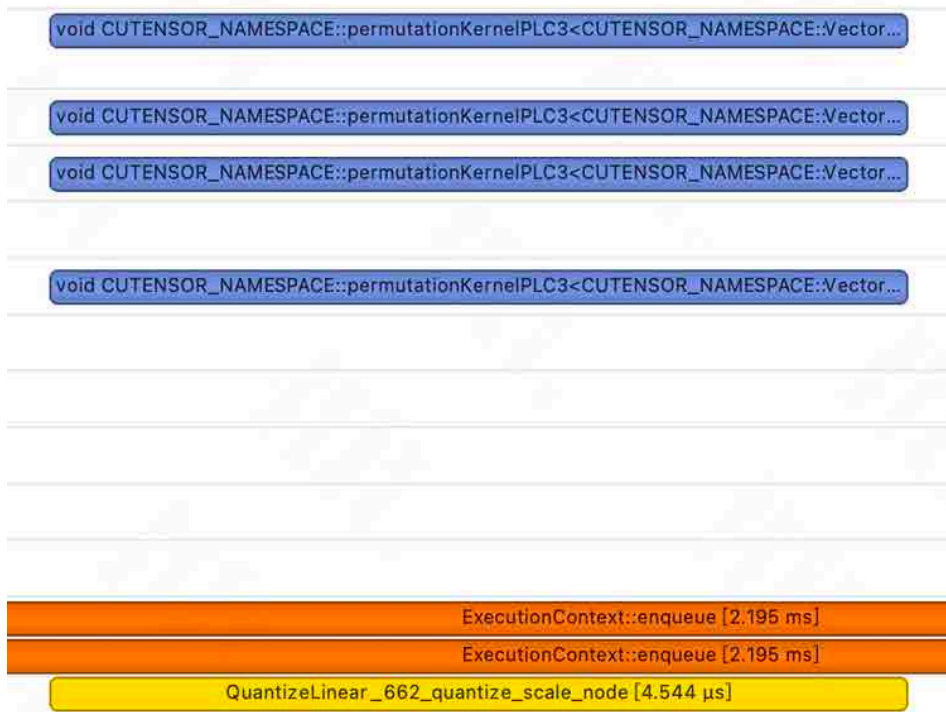 void CUTENSOR_NAMESPACE::permutationKernelPLC3<CUTENSOR_NAMESPACE::Vector...
void CUTENSOR_NAMESPACE::permutationKernelPLC3<CUTENSOR_NAMESPACE::Vector...
void CUTENSOR_NAMESPACE::permutationKernelPLC3<CUTENSOR_NAMESPACE::Vector...
void CUTENSOR_NAMESPACE::permutationKernelPLC3<CUTENSOR_NAMESPACE::Vector...
ExecutionContext::enqueue [2.195 ms]
ExecutionContext::enqueue [2.195 ms]
QuantizeLinear_662_quantize_scale_node [4.544 μs]